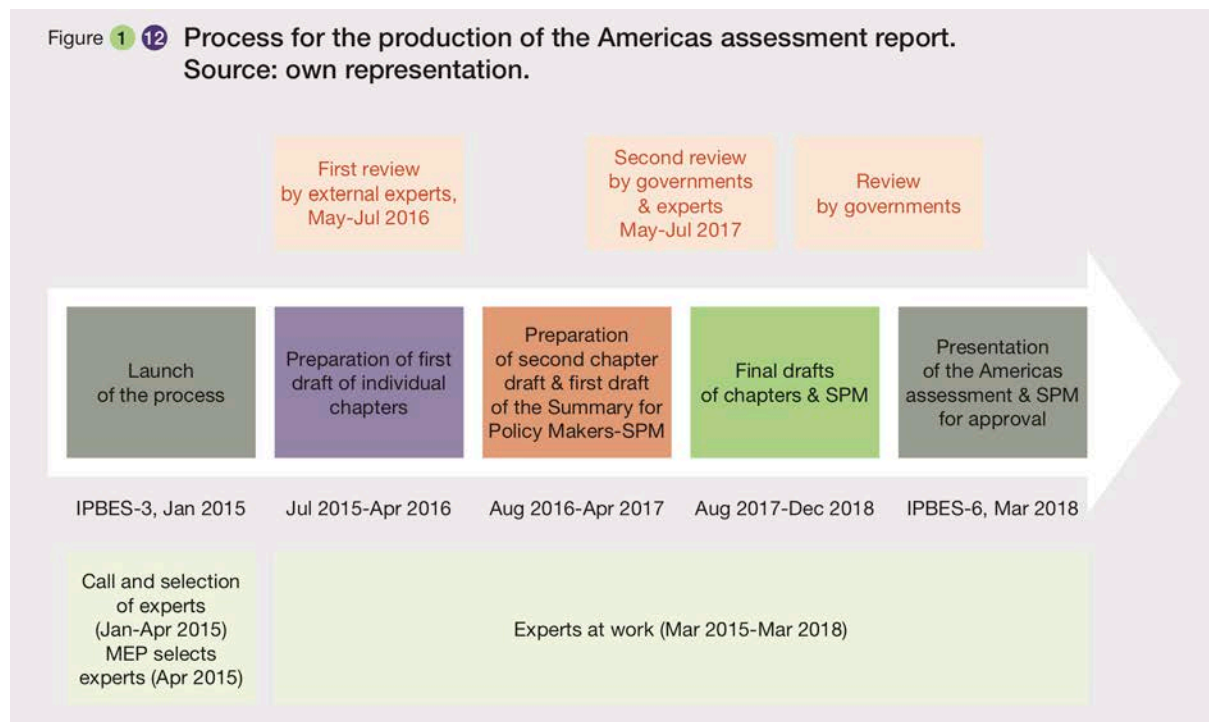 Figure 1 12 Process for the production of the Americas assessment report.
Source: own representation.
First review
by external experts,
May-Jul 2016
Second review
by governments
& experts
May-Jul 2017
Review
by governments
Launch
of the process
Preparation of first
draft of individual
chapters
Preparation
of second chapter
draft & first draft
of the Summary for
Policy Makers-SPM
Final drafts
of chapters & SPM
Presentation
of the Americas
assessment & SPM
for approval
IPBES-3, Jan 2015
Jul 2015-Apr 2016
Aug 2016-Apr 2017
Aug 2017-Dec 2018
IPBES-6, Mar 2018
Call and selection
of experts
(Jan-Apr 2015)
MEP selects
experts (Apr 2015)
Experts at work (Mar 2015-Mar 2018)